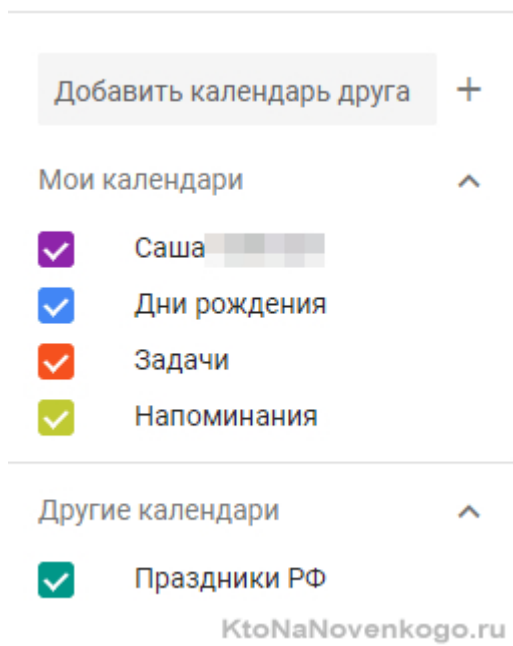 Добавить календарь друга +
Мои календари
Саша
Дни рождения
Задачи
Напоминания
Другие календари
Праздники РФ
KtoNaNovenkogo.ru